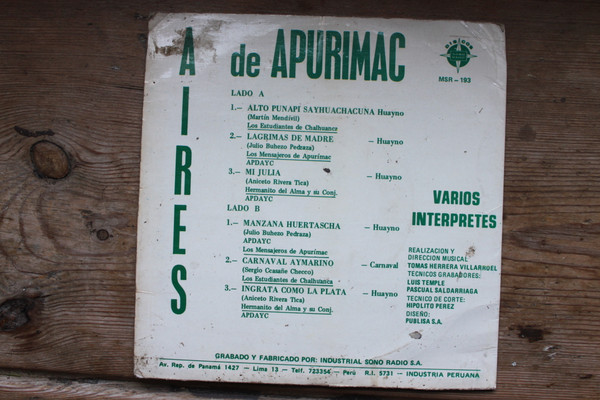 AIRES
de APURIMAC
MSR - 193
LADO A
1.— ALTO PUNAPI SAYHUACHACUNA Huayno
(Martín Mendívil)
Los Estudiantes de Chalhuanca
2.— LAGRIMAS DE MADRE — Huayno
(Julio Buhezo Pedraza)
Los Mensajeros de Apurímac
APDAYC
3.— MI JULIA — Huayno
(Aniceto Rivera Tica)
Hermanito del Alma y su Conj.
APDAYC
LADO B
1.— MANZANA HUERTASCHA — Huayno
(Julio Buhezo Pedraza)
APDAYC
Los Mensajeros de Apurímac
2.— CARNAVAL AYMARINO — Carnaval
(Sergio Ccasañe Checco)
Los Estudiantes de Chalhuanca
3.— INGRATA COMO LA PLATA — Huayno
(Aniceto Rivera Tica)
Hermanito del Alma y su Conj.
APDAYC
VARIOS
INTERPRETES
REALIZACION Y
DIRECCION MUSICAL:
TOMAS HERRERA VILLARROEL
TECNICOS GRABADORES:
LUIS TEMPLE
PASCUAL SALDARRIAGA
TECNICO DE CORTE:
HIPOLITO PEREZ
DISEÑO:
PUBLISA S.A.
GRABADO Y FABRICADO POR: INDUSTRIAL SONO RADIO S.A.
Av. Rep. de Panamá 1427 — Lima 13 — Telf. 723354 — Perú R.I. 5731 — INDUSTRIA PERUANA